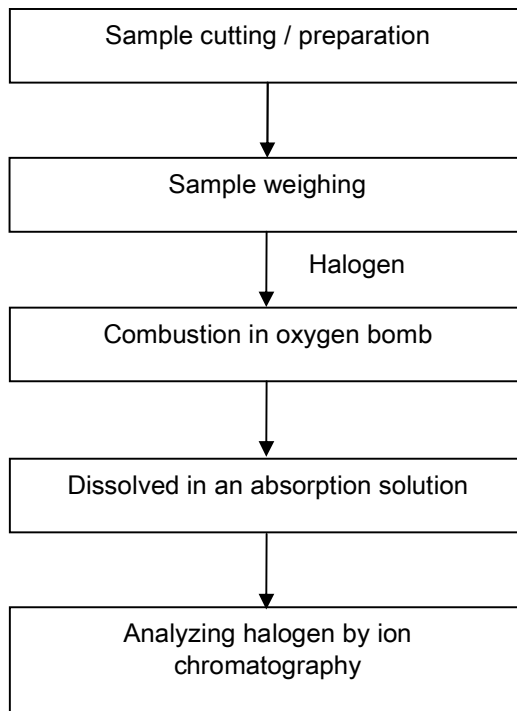 Sample cutting / preparation
Sample weighing
Halogen
Combustion in oxygen bomb
Dissolved in an absorption solution
Analyzing halogen by ion
chromatography